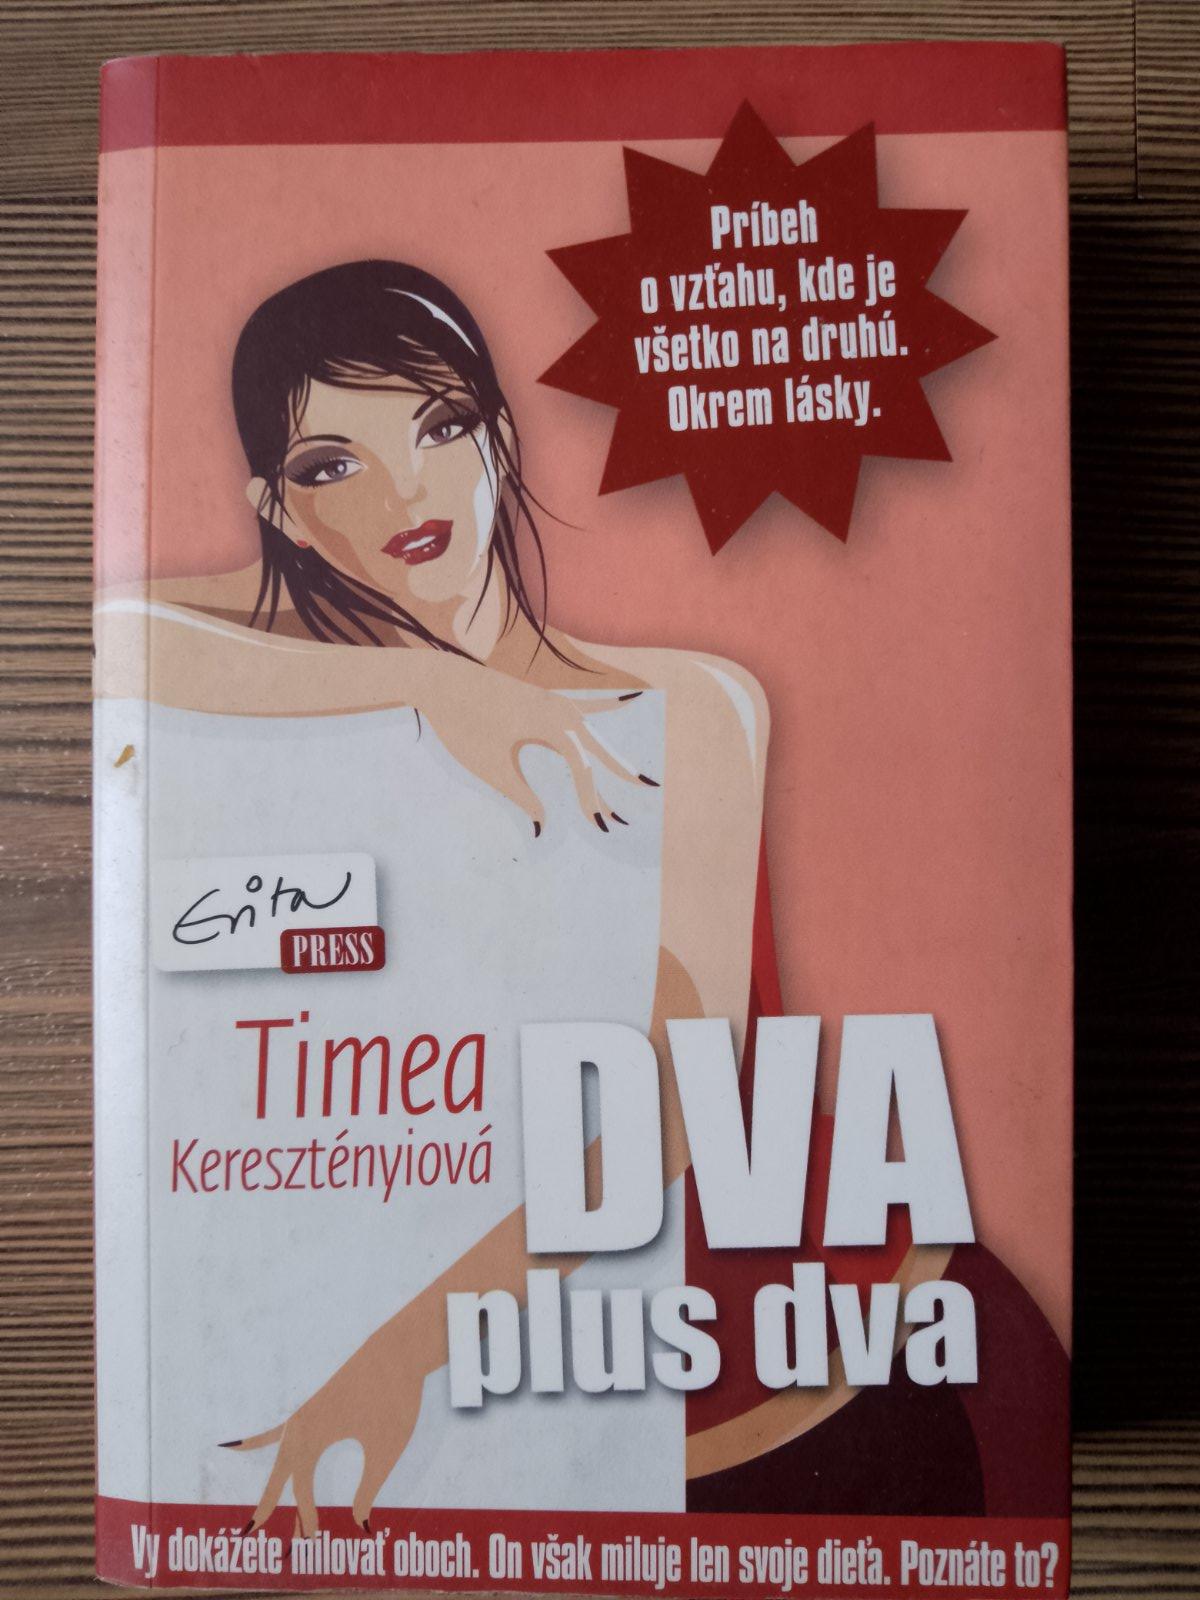 Príbeh
o vzťahu, kde je
všetko na druhú.
Okrem lásky.
Evita
PRESS
Timea
Keresztényiová
DVA
plus dva
Vy dokážete milovať oboch. On však miluje len svoje dieťa. Poznáte to?